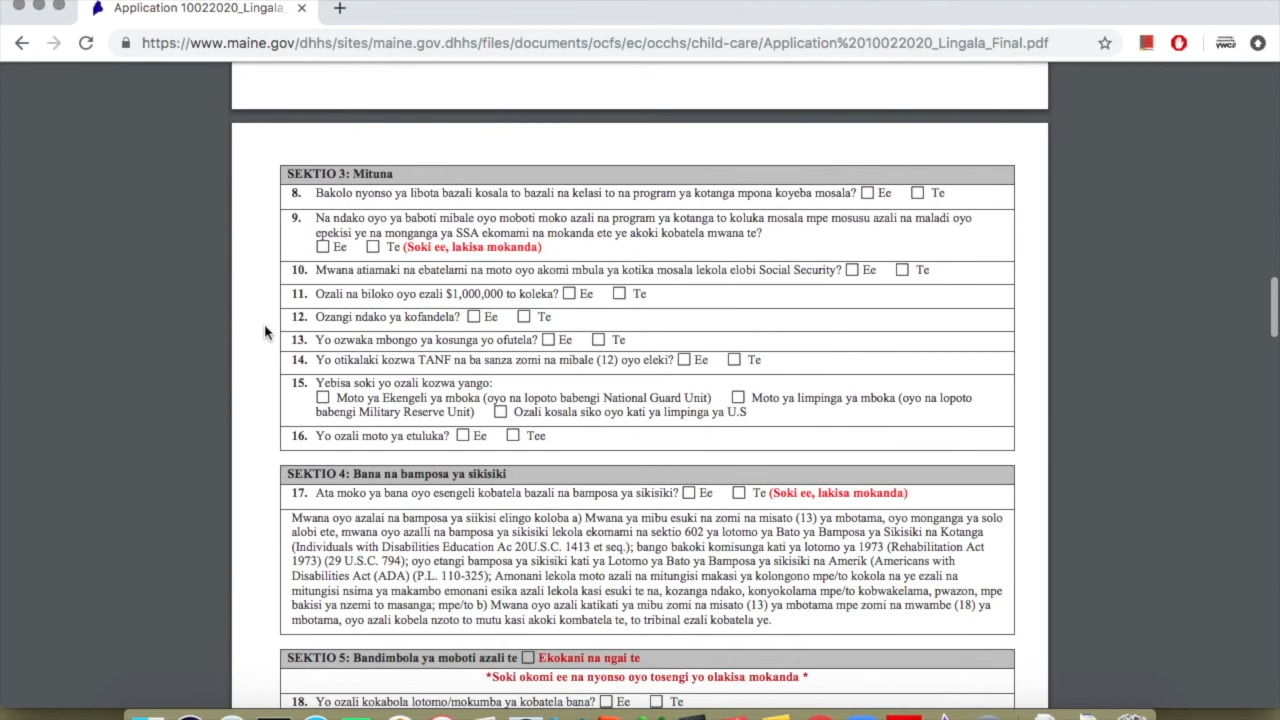 Application 10022020_Lingala_
https://www.maine.gov/dhhs/sites/maine.gov.dhhs/files/documents/ocfs/ec/occhs/child-care/Application%2010022020_Lingala_Final.pdf
SEKTIO 3: Mituna
8. Bakolo nyonso ya libota bazali kosala to bazali na kelasi to na program ya kotanga mpona koyeba mosala? Ee Te
9. Na ndako oyo ya baboti mibale oyo moboti moko azali na program ya kotanga to koluka mosala mpe mosusu azali na maladi oyo
epekisi ye na monganga ya SSA ekomami na mokanda ete ye akoki kobatela mwana te?
Ee Te (Soki ee, lakisa mokanda)
10. Mwana atiamaki na ebatelami na moto oyo akomi mbula ya kotika mosala lekola elobi Social Security? Ee Te
11. Ozali na biloko oyo ezali $1,000,000 to koleka? Ee Te
12. Ozangi ndako ya kofandela? Ee Te
13. Yo ozwaka mbongo ya kosunga yo ofutela? Ee Te
14. Yo otikalaki kozwa TANF na ba sanza zomi na mibale (12) oyo eleki? Ee Te
15. Yebisa soki yo ozali kozwa yango:
Moto ya Ekengeli ya mboka (oyo na lopoto babengi National Guard Unit) Moto ya limpinga ya mboka (oyo na lopoto
babengi Military Reserve Unit) Ozali kosala siko oyo kati ya limpinga ya U.S
16. Yo ozali moto ya etuluka? Ee Tee
SEKTIO 4: Bana na bamposa ya sikisiki
17. Ata moko ya bana oyo esengeli kobatela bazali na bamposa ya sikisiki? Ee Te (Soki ee, lakisa mokanda)
Mwana oyo azalai na bamposa ya siikisi elingo koloba a) Mwana ya mibu esuki na zomi na misato (13) ya mbotama, oyo monganga ya solo
alobi ete, mwana oyo azalli na bamposa ya sikisiki lekola ekomami na sektio 602 ya lotomo ya Bato ya Bamposa ya Sikisiki na Kotanga
(Individuals with Disabilities Education Ac 20U.S.C. 1413 et seq.); bango bakoki komisunga kati ya lotomo ya 1973 (Rehabilitation Act
1973) (29 U.S.C. 794); oyo etangi bamposa ya sikisiki kati ya Lotomo ya Bato ya Bamposa ya sikisiki na Amerik (Americans with
Disabilities Act (ADA) (P.L. 110-325); Amonani lekola moto azali na mitungisi makasi ya kolongono mpe/to kokola na ye ezali na
mitungisi nsima ya makambo emonani esika azali lekola kasi esuki te na, kozanga ndako, konyokolama mpe/to kobwakelama, pwazon, mpe
bakisi ya nzemi to masanga; mpe/to b) Mwana oyo azali katikati ya mibu zomi na misato (13) ya mbotama mpe zomi na mwambe (18) ya
mbotama, oyo azali kobela nzoto to mutu kasi akoki kombatela te, to tribinal ezali kobatela ye.
SEKTIO 5: Bandimbola ya moboti azali te Ekokani na ngai te
*Soki okomi ee na nyonso oyo tosengi yo olakisa mokanda *
18. Yo ozali kokabola lotomo/mokumba ya kobatela bana? Ee Te